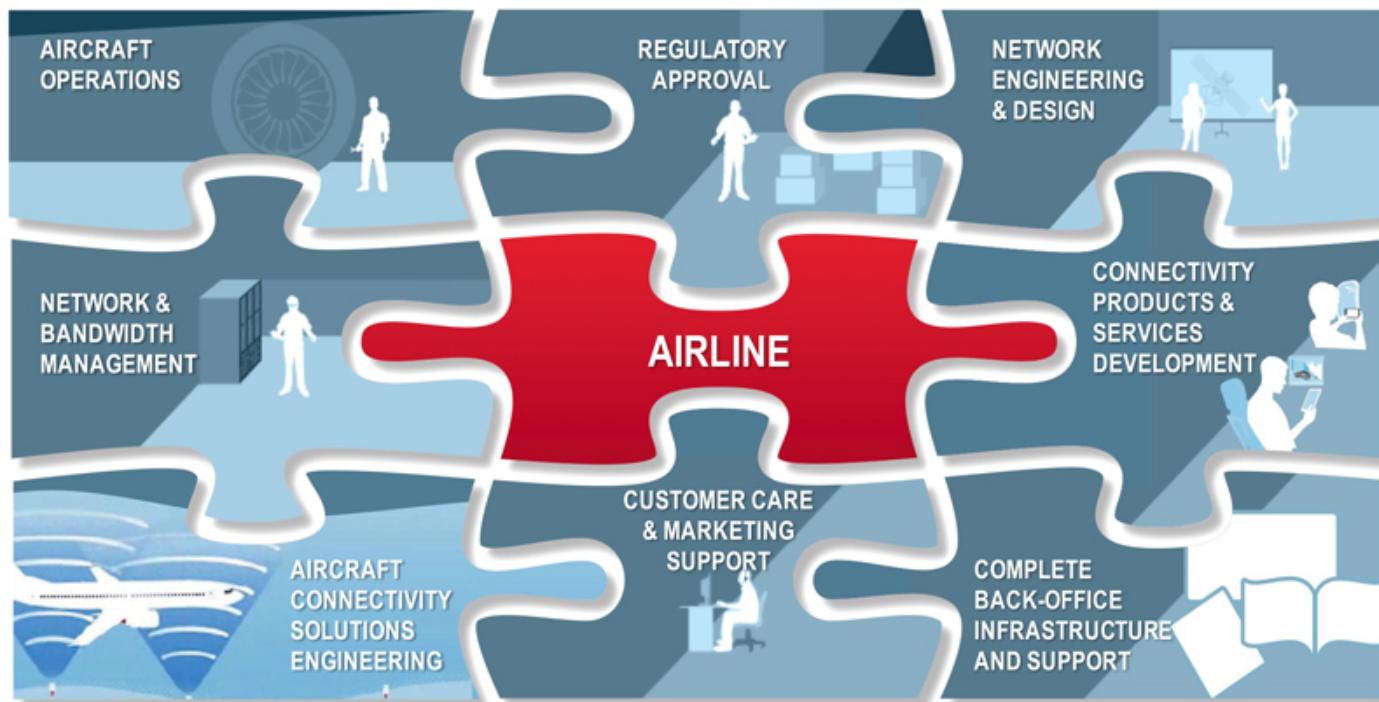 AIRCRAFT
OPERATIONS
REGULATORY
APPROVAL
NETWORK
ENGINEERING
& DESIGN
NETWORK &
BANDWIDTH
MANAGEMENT
AIRLINE
CONNECTIVITY
PRODUCTS &
SERVICES
DEVELOPMENT
AIRCRAFT
CONNECTIVITY
SOLUTIONS
ENGINEERING
CUSTOMER CARE
& MARKETING
SUPPORT
COMPLETE
BACK-OFFICE
INFRASTRUCTURE
AND SUPPORT